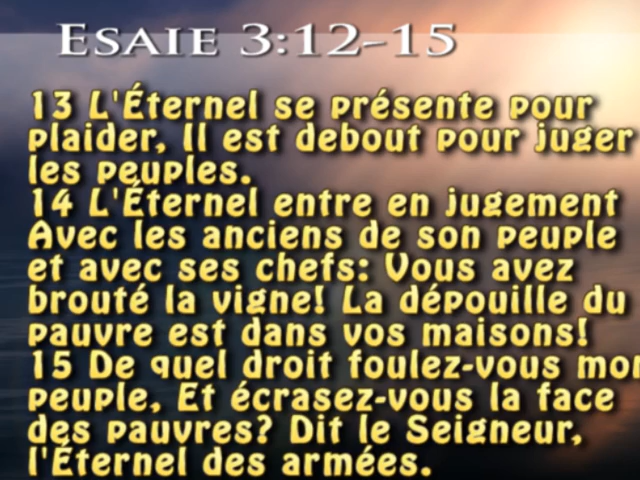 Esaie 3:12-15
13 L'Éternel se présente pour
plaider, Il est debout pour juger
les peuples.
14 L'Éternel entre en jugement
Avec les anciens de son peuple
et avec ses chefs: Vous avez
brouté la vigne! La dépouille du
pauvre est dans vos maisons!
15 De quel droit foulez-vous mon
peuple, Et écrasez-vous la face
des pauvres? Dit le Seigneur,
l'Éternel des armées.